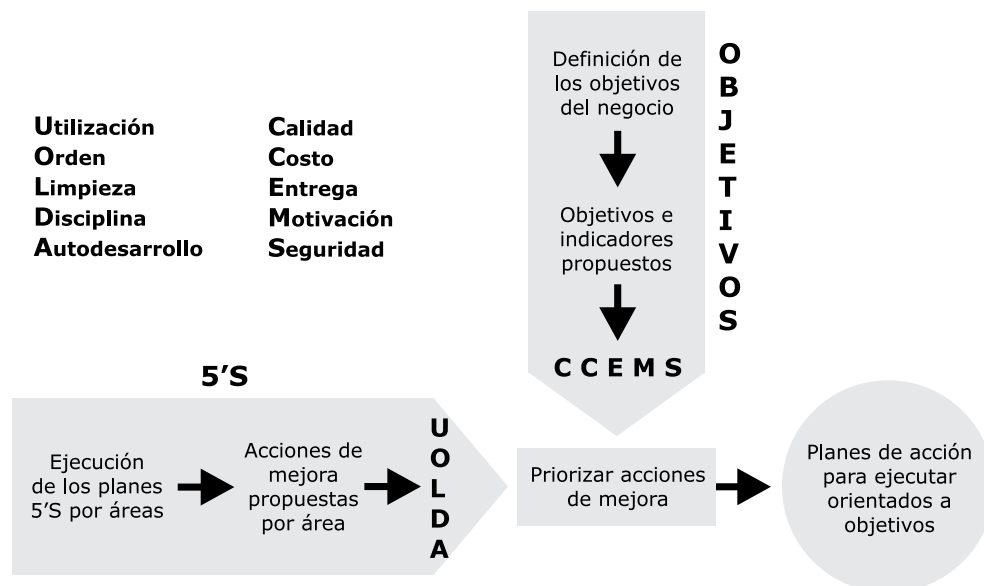 Utilización
Orden
Limpieza
Disciplina
Autodesarrollo
Calidad
Costo
Entrega
Motivación
Seguridad
Definición de
los objetivos
del negocio
Objetivos e
indicadores
propuestos
C C E M S
O
B
J
E
T
I
V
O
S
5’S
Ejecución
de los planes
5’S por áreas
Acciones de
mejora
propuestas
por área
U
O
L
D
A
Priorizar acciones
de mejora
Planes de acción
para ejecutar
orientados a
objetivos